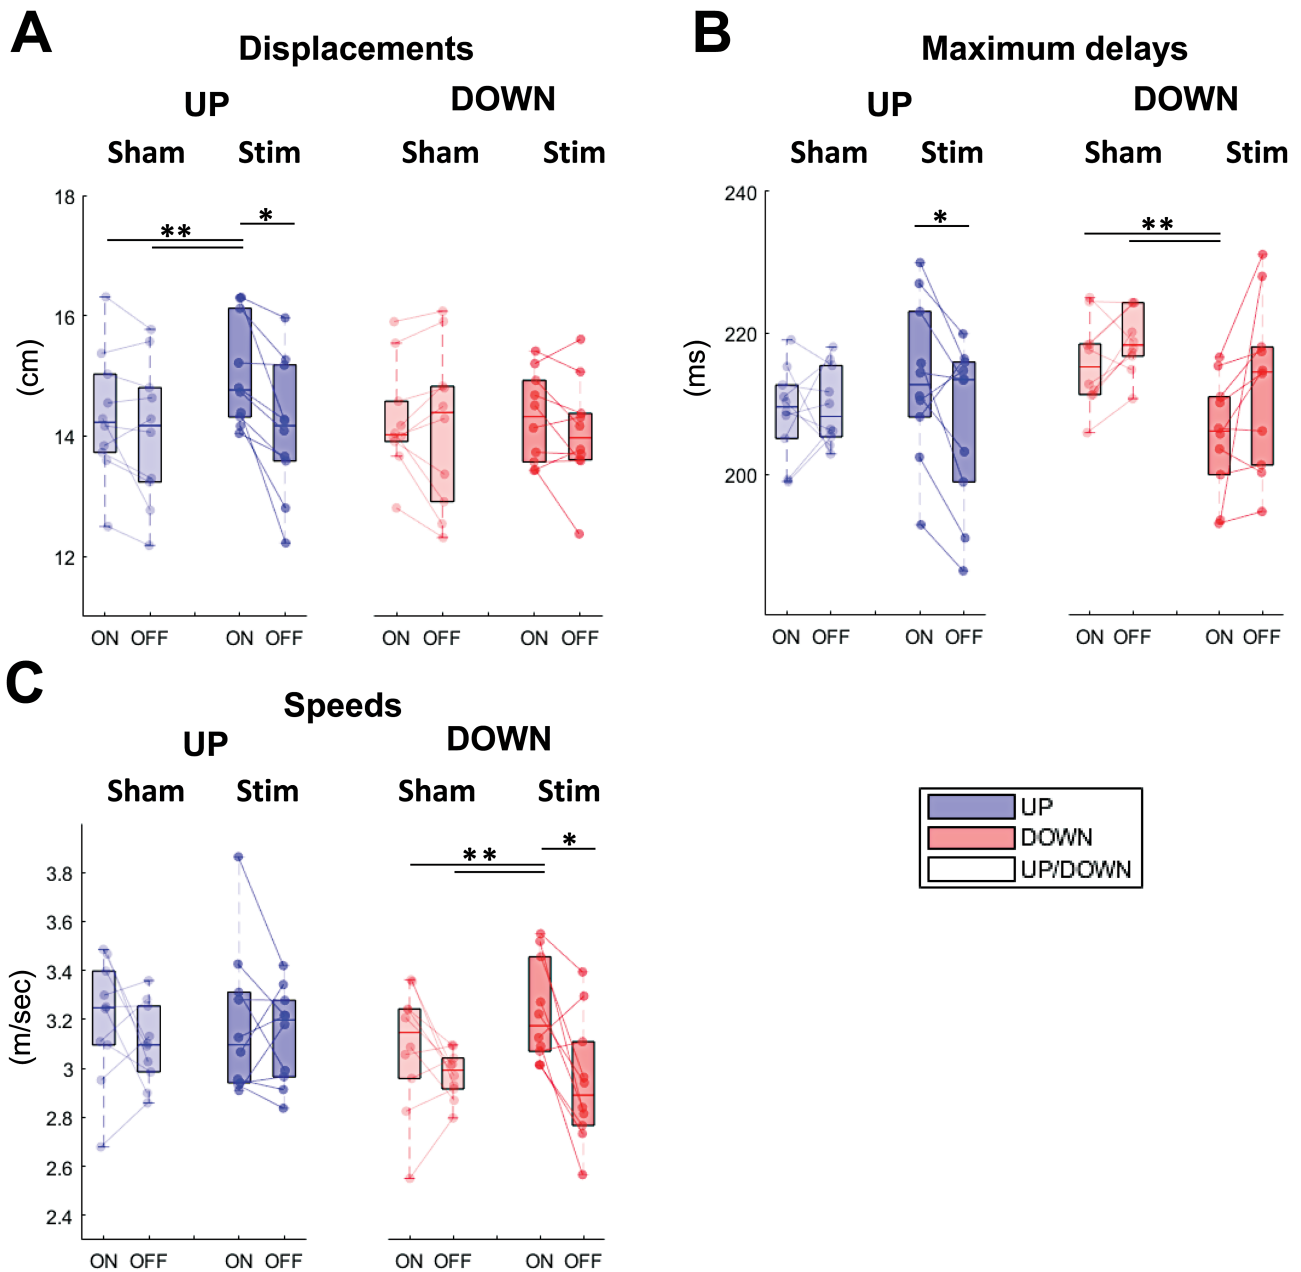 A
Displacements
UP DOWN
Sham Stim Sham Stim
18
16
14
12
(cm)
** *
ON OFF ON OFF ON OFF ON OFF
B
Maximum delays
UP DOWN
Sham Stim Sham Stim
240
220
200
(ms)
* **
ON OFF ON OFF ON OFF ON OFF
C
Speeds
UP DOWN
Sham Stim Sham Stim
3.8
3.6
3.4
3.2
3
2.8
2.6
2.4
(m/sec)
** *
ON OFF ON OFF ON OFF ON OFF
UP
DOWN
UP/DOWN